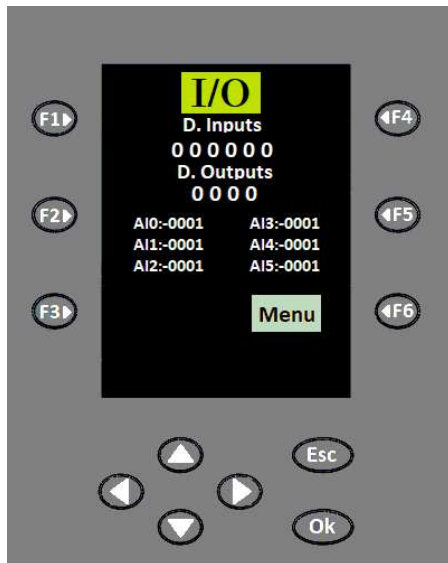 I/O
F1 F4
D. Inputs
0 0 0 0 0 0
D. Outputs
0 0 0 0
F2 F5
AI0:-0001 AI3:-0001
AI1:-0001 AI4:-0001
AI2:-0001 AI5:-0001
F3 Menu F6
Esc
Ok